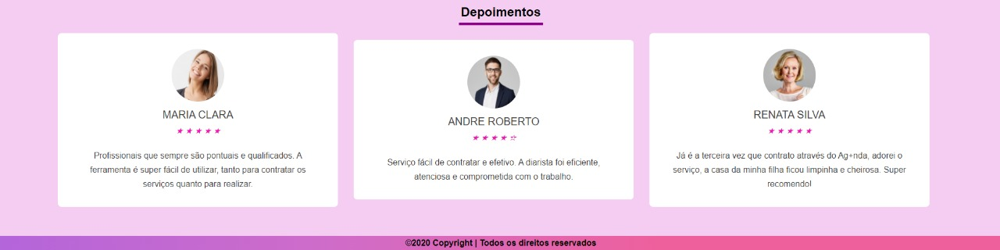 Depoimentos
MARIA CLARA
★ ★ ★ ★ ★
Profissionais que sempre são pontuais e qualificados. A
ferramenta é super fácil de utilizar, tanto para contratar os
serviços quanto para realizar.
ANDRE ROBERTO
★ ★ ★ ★ ☆
Serviço fácil de contratar e efetivo. A diarista foi eficiente,
atenciosa e comprometida com o trabalho.
RENATA SILVA
★ ★ ★ ★ ★
Já é a terceira vez que contrato através do Ag+nda, adorei o
serviço, a casa da minha filha ficou limpinha e cheirosa. Super
recomendo!
©2020 Copyright | Todos os direitos reservados